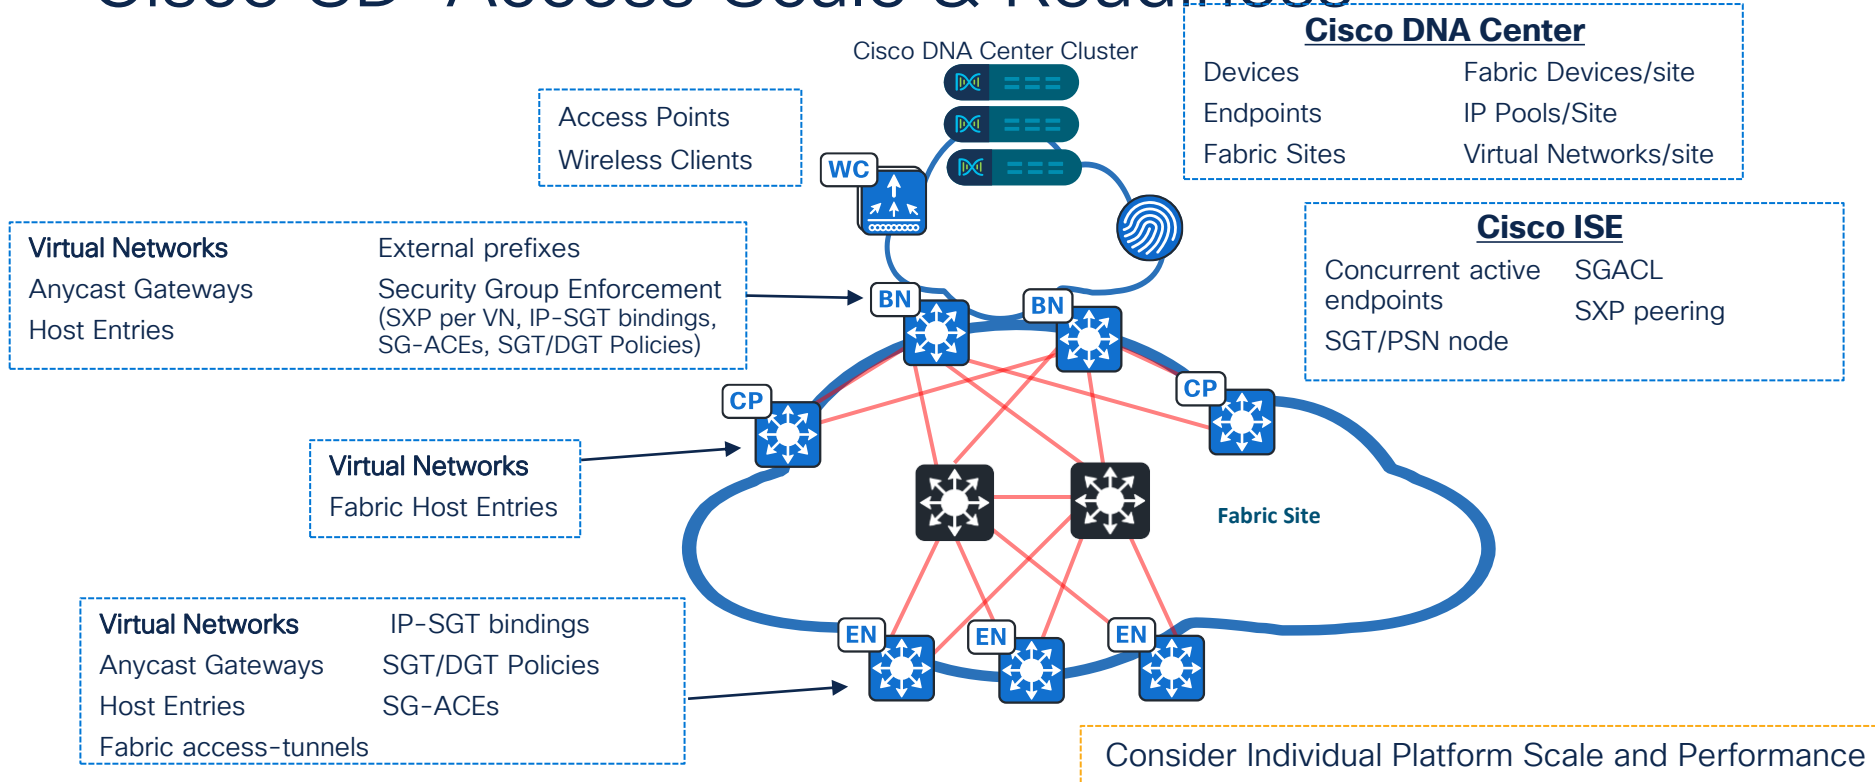 Cisco SD-Access Scale & Readiness
Cisco DNA Center Cluster
Cisco DNA Center
Devices
Fabric Devices/site
Endpoints
IP Pools/Site
Fabric Sites
Virtual Networks/site
Access Points
Wireless Clients
WC
Cisco ISE
Concurrent active
endpoints
SGT/PSN node
SGACL
SXP peering
Virtual Networks
Anycast Gateways
Host Entries
External prefixes
Security Group Enforcement
(SXP per VN, IP-SGT bindings,
SG-ACEs, SGT/DGT Policies)
BN
BN
CP
CP
Virtual Networks
Fabric Host Entries
Fabric Site
Virtual Networks
Anycast Gateways
Host Entries
Fabric access-tunnels
IP-SGT bindings
SGT/DGT Policies
SG-ACEs
EN
EN
EN
Consider Individual Platform Scale and Performance